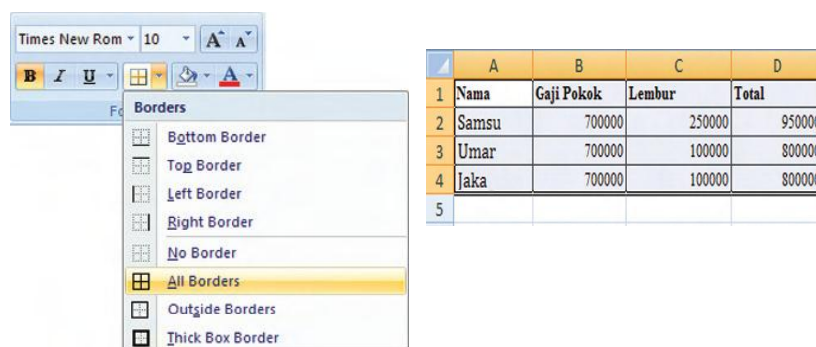 Times New Rom 10 A A
B I U A
Fo
Borders
Bottom Border
Top Border
Left Border
Right Border
No Border
All Borders
Outside Borders
Thick Box Border
A B C D
1 Nama Gaji Pokok Lembur Total
2 Samsu 700000 250000 950000
3 Umar 700000 100000 800000
4 Jaka 700000 100000 800000
5